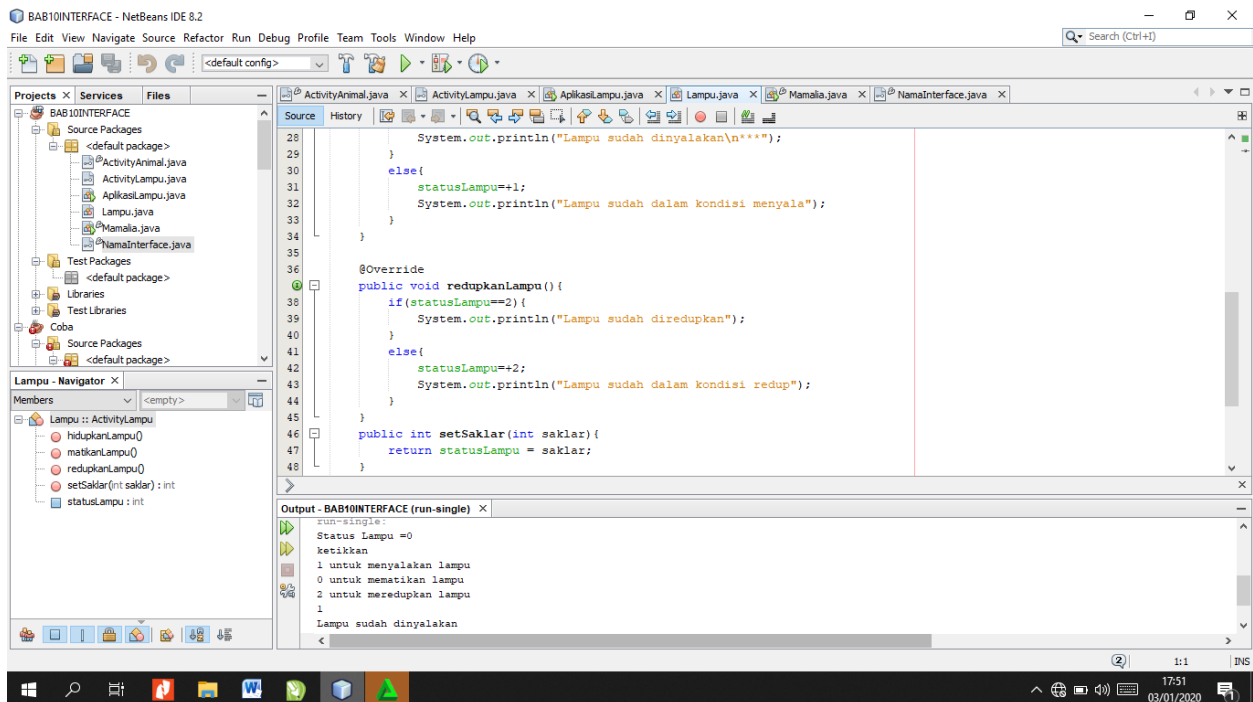 BAB10INTERFACE - NetBeans IDE 8.2
File Edit View Navigate Source Refactor Run Debug Profile Team Tools Window Help
Search (Ctrl+I)
<default config>
Projects Services Files
ActivityAnimal.java ActivityLampu.java AplikasiLampu.java Lampu.java Mamalia.java NamaInterface.java
Source History
BAB10INTERFACE
Source Packages
<default package>
ActivityAnimal.java
ActivityLampu.java
AplikasiLampu.java
Lampu.java
Mamalia.java
NamaInterface.java
Test Packages
<default package>
Libraries
Test Libraries
Coba
Source Packages
<default package>
Lampu - Navigator
Members <empty>
Lampu :: ActivityLampu
hidupkanLampu()
matikanLampu()
redupkanLampu()
setSaklar(int saklar) : int
statusLampu : int
28 System.out.println("Lampu sudah dinyalakan\n***");
29 }
30 else{
31 statusLampu=+1;
32 System.out.println("Lampu sudah dalam kondisi menyala");
33 }
34 }
35
36 @Override
public void redupkanLampu(){
38 if(statusLampu==2){
39 System.out.println("Lampu sudah diredupkan");
40 }
41 else{
42 statusLampu=+2;
43 System.out.println("Lampu sudah dalam kondisi redup");
44 }
45 }
46 public int setSaklar(int saklar){
47 return statusLampu = saklar;
48 }
Output - BAB10INTERFACE (run-single)
run-single:
Status Lampu =0
ketikkan
1 untuk menyalakan lampu
0 untuk mematikan lampu
2 untuk meredupkan lampu
1
Lampu sudah dinyalakan
2 1:1 INS
17:51
03/01/2020